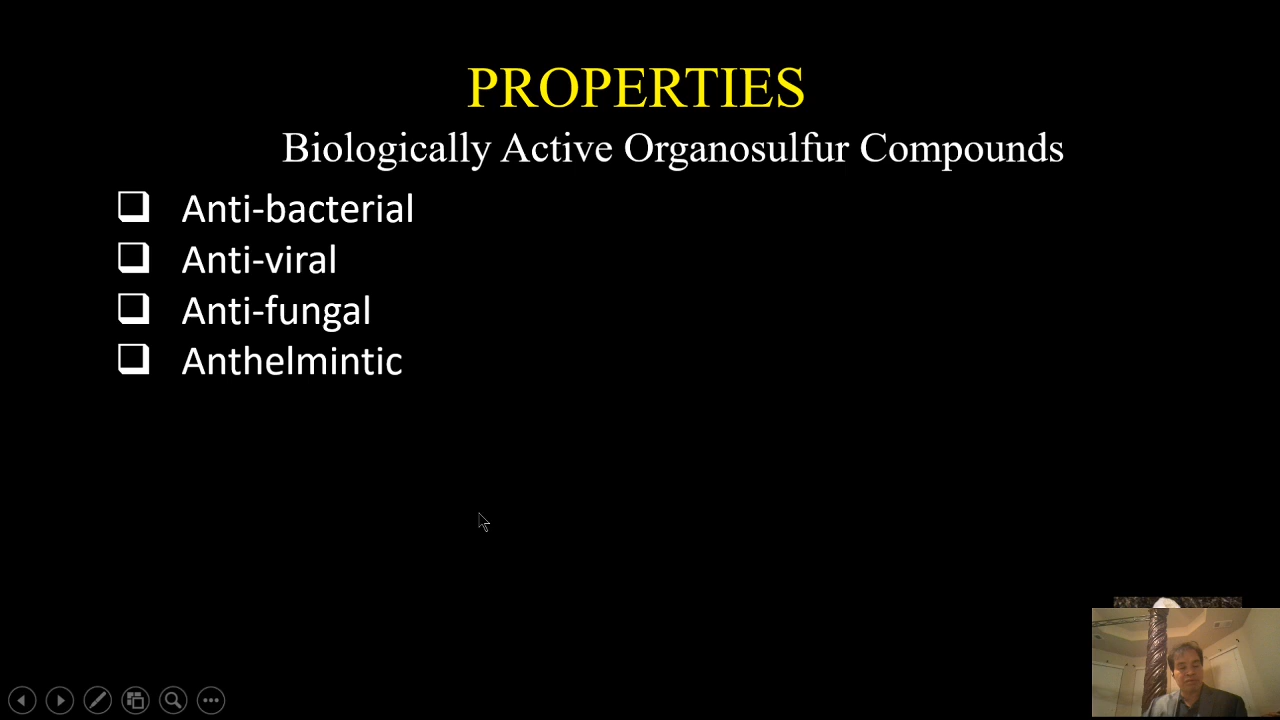 PROPERTIES
Biologically Active Organosulfur Compounds
Anti-bacterial
Anti-viral
Anti-fungal
Anthelmintic